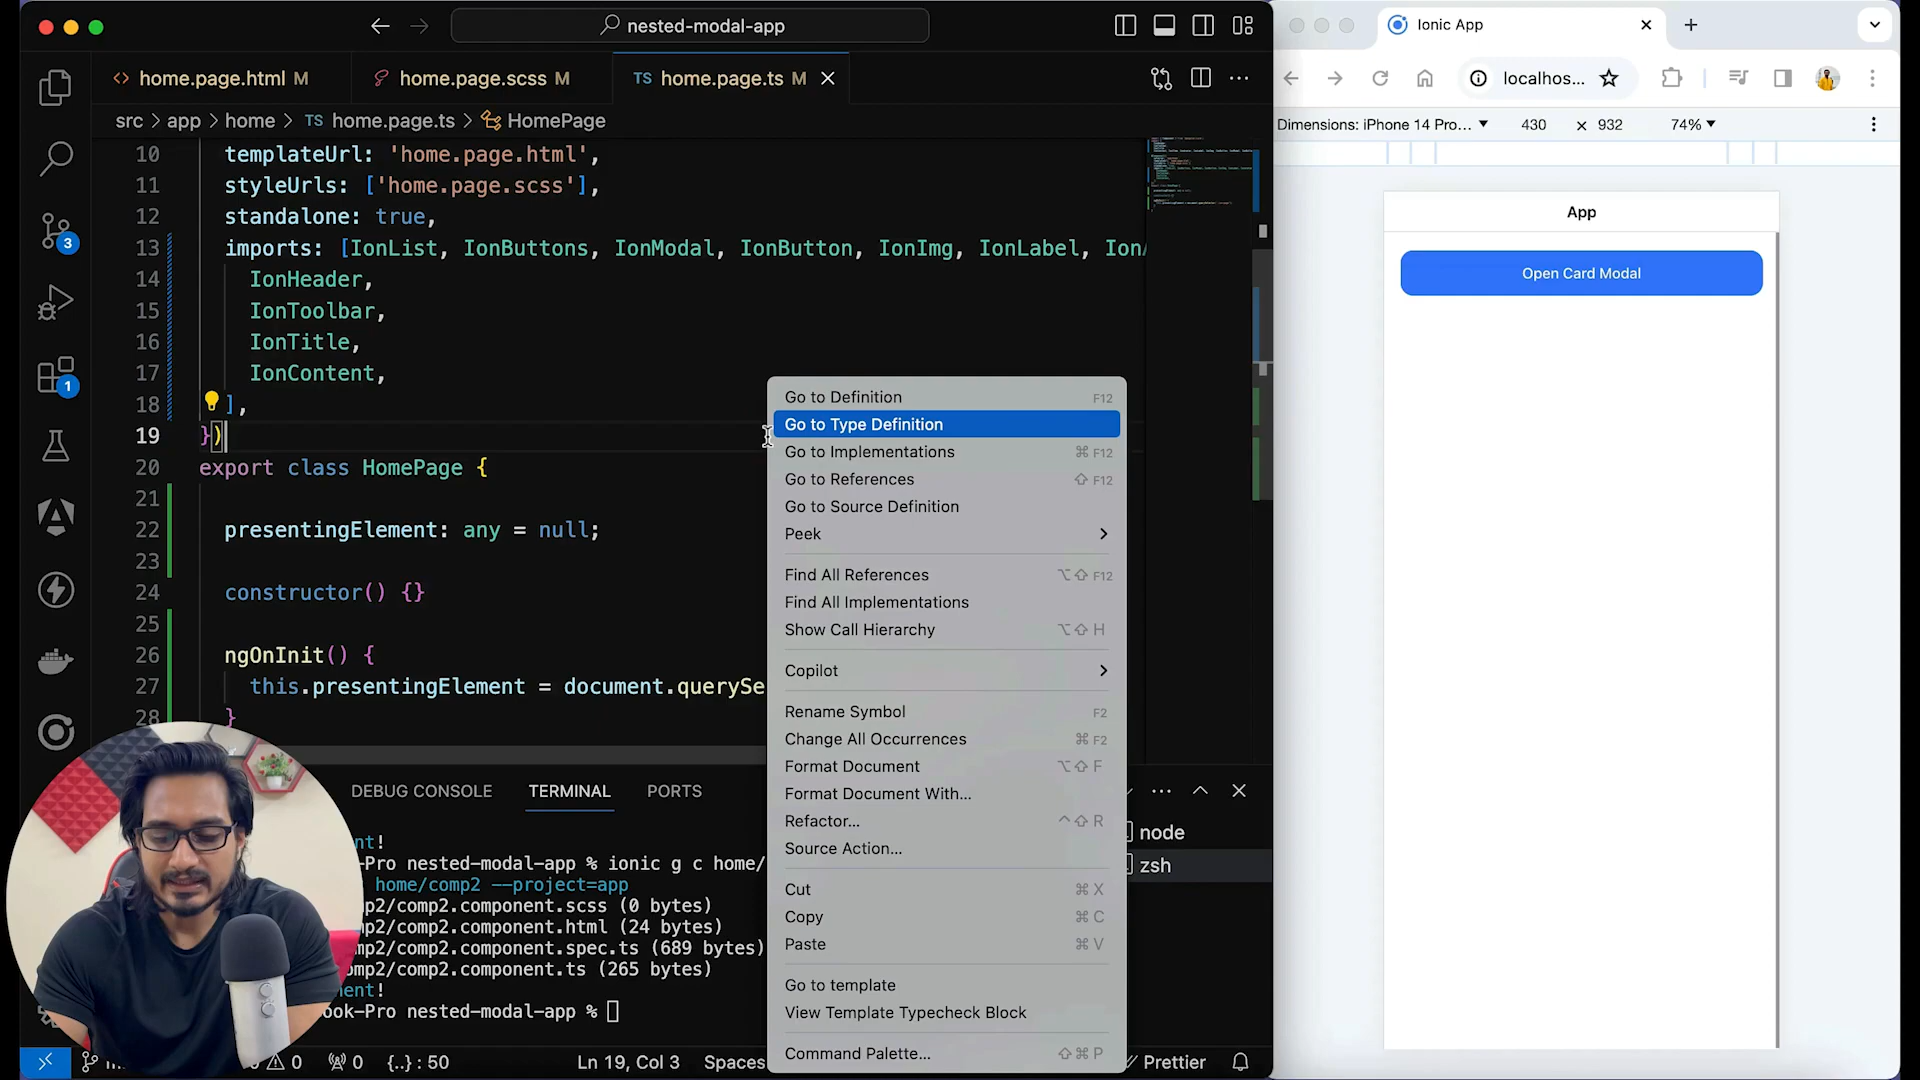 nested-modal-app
Ionic App
home.page.html M
home.page.scss M
TS home.page.ts M
localhos...
src > app > home > TS home.page.ts > HomePage
Dimensions: iPhone 14 Pro... 430 × 932 74%
10 templateUrl: 'home.page.html',
11 styleUrls: ['home.page.scss'],
12 standalone: true,
13 imports: [IonList, IonButtons, IonModal, IonButton, IonImg, IonLabel, Ion
14 IonHeader,
15 IonToolbar,
16 IonTitle,
17 IonContent,
18 ],
19 })
20 export class HomePage {
21
22 presentingElement: any = null;
23
24 constructor() {}
25
26 ngOnInit() {
27 this.presentingElement = document.querySe
28 }
3
1
App
Open Card Modal
Go to Definition F12
Go to Type Definition
Go to Implementations ⌘ F12
Go to References ⇧ F12
Go to Source Definition
Peek
Find All References ⌥⇧ F12
Find All Implementations
Show Call Hierarchy ⌥⇧ H
Copilot
Rename Symbol F2
Change All Occurrences ⌘ F2
Format Document ⌥⇧ F
Format Document With...
Refactor... ^⇧ R
Source Action...
Cut ⌘ X
Copy ⌘ C
Paste ⌘ V
Go to template
View Template Typecheck Block
Command Palette... ⇧⌘ P
DEBUG CONSOLE TERMINAL PORTS
nt!
-Pro nested-modal-app % ionic g c home/
home/comp2 --project=app
p2/comp2.component.scss (0 bytes)
mp2/comp2.component.html (24 bytes)
mp2/comp2.component.spec.ts (689 bytes)
omp2/comp2.component.ts (265 bytes)
nent!
ook-Pro nested-modal-app %
node
zsh
0 0 {..}: 50 Ln 19, Col 3 Spaces Prettier